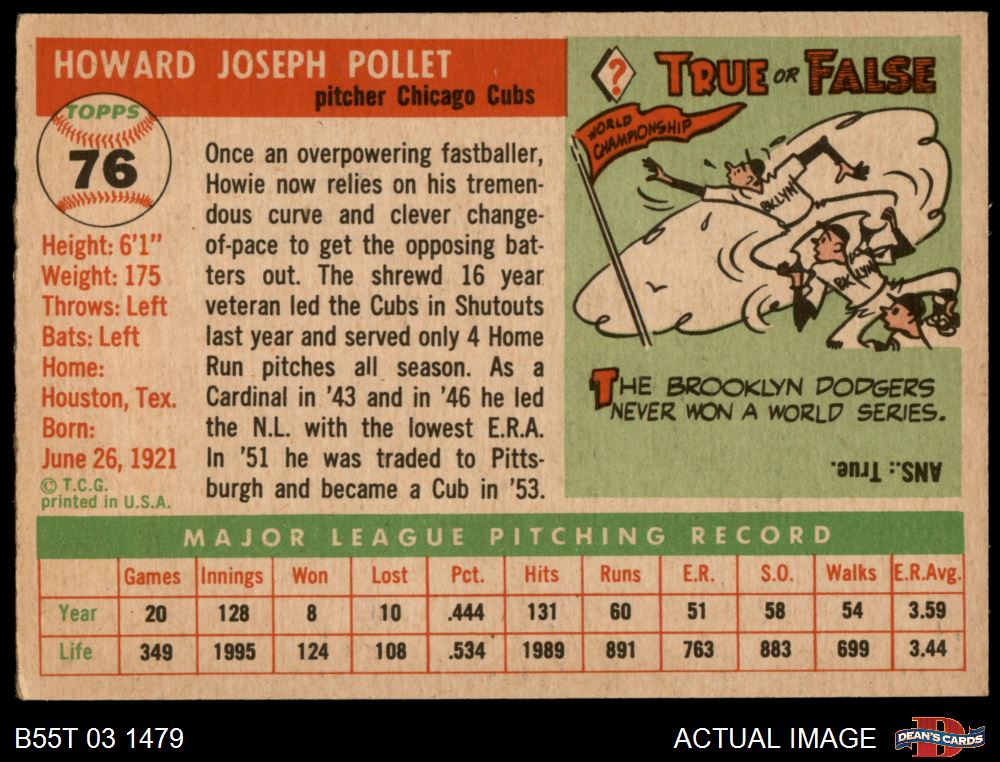 HOWARD JOSEPH POLLET
pitcher Chicago Cubs
TOPPS
76
Height: 6'1"
Weight: 175
Throws: Left
Bats: Left
Home:
Houston, Tex.
Born:
June 26, 1921
© T.C.G.
printed in U.S.A.
Once an overpowering fastballer,
Howie now relies on his tremen-
dous curve and clever change-
of-pace to get the opposing bat-
ters out. The shrewd 16 year
veteran led the Cubs in Shutouts
last year and served only 4 Home
Run pitches all season. As a
Cardinal in '43 and in '46 he led
the N.L. with the lowest E.R.A.
In '51 he was traded to Pitts-
burgh and became a Cub in '53.
? TRUE OR FALSE
WORLD
CHAMPIONSHIP
BKLYN
BKLYN
THE BROOKLYN DODGERS
NEVER WON A WORLD SERIES.
ANS.: True.
MAJOR LEAGUE PITCHING RECORD
Games Innings Won Lost Pct. Hits Runs E.R. S.O. Walks E.R.Avg.
Year 20 128 8 10 .444 131 60 51 58 54 3.59
Life 349 1995 124 108 .534 1989 891 763 883 699 3.44
B55T 03 1479
ACTUAL IMAGE
D
DEAN'S CARDS